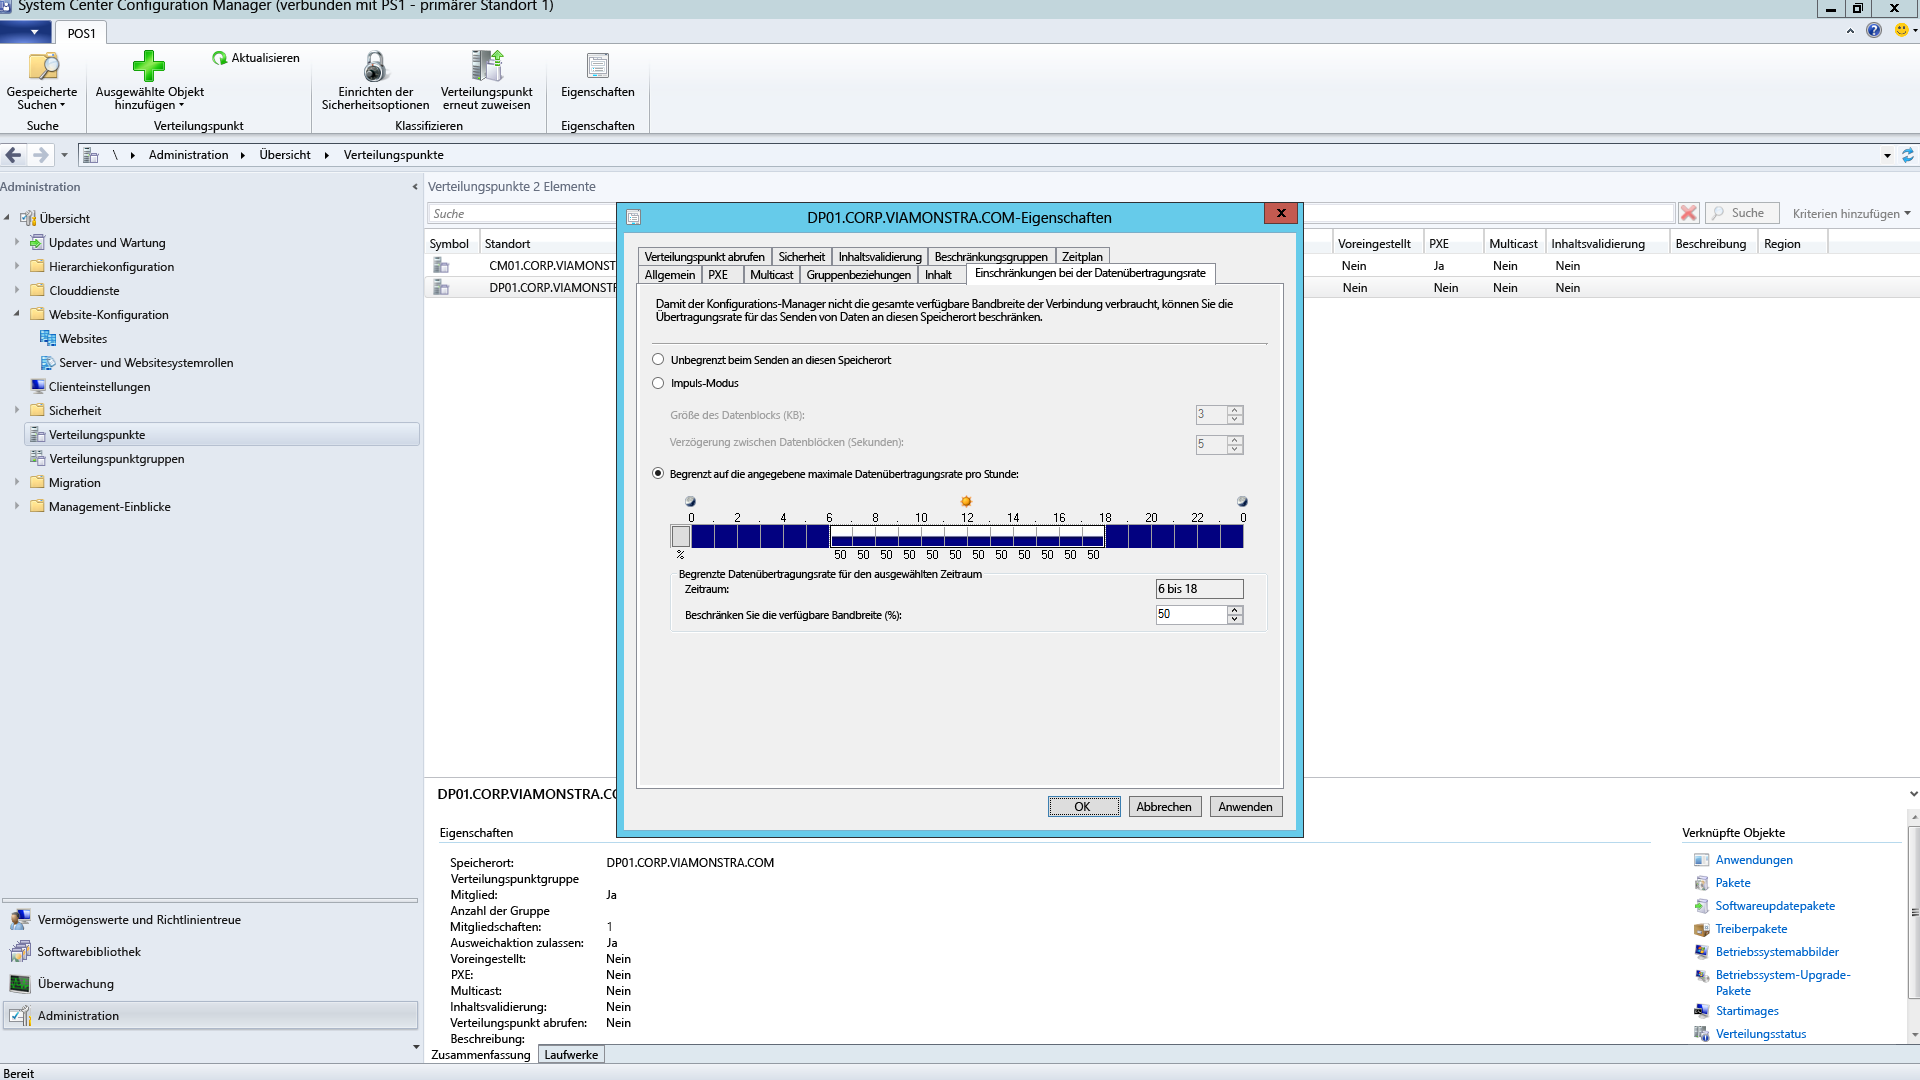 System Center Configuration Manager (verbunden mit PS1 - primärer Standort 1)
POS1
Gespeicherte
Suchen
Suche
Ausgewählte Objekt
hinzufügen
Aktualisieren
Verteilungspunkt
Einrichten der
Sicherheitsoptionen
Verteilungspunkt
erneut zuweisen
Klassifizieren
Eigenschaften
Eigenschaften
\ Administration Übersicht Verteilungspunkte
Administration
Übersicht
Updates und Wartung
Hierarchiekonfiguration
Clouddienste
Website-Konfiguration
Websites
Server- und Websitesystemrollen
Clienteinstellungen
Sicherheit
Verteilungspunkte
Verteilungspunktgruppen
Migration
Management-Einblicke
Vermögenswerte und Richtlinientreue
Softwarebibliothek
Überwachung
Administration
Verteilungspunkte 2 Elemente
Suche
Suche
Kriterien hinzufügen
Symbol Standort Voreingestellt PXE Multicast Inhaltsvalidierung Beschreibung Region
CM01.CORP.VIAMONST Nein Ja Nein Nein
DP01.CORP.VIAMONSTR Nein Nein Nein Nein
DP01.CORP.VIAMONSTRA.COM-Eigenschaften
Verteilungspunkt abrufen Sicherheit Inhaltsvalidierung Beschränkungsgruppen Zeitplan
Allgemein PXE Multicast Gruppenbeziehungen Inhalt Einschränkungen bei der Datenübertragungsrate
Damit der Konfigurations-Manager nicht die gesamte verfügbare Bandbreite der Verbindung verbraucht, können Sie die
Übertragungsrate für das Senden von Daten an diesen Speicherort beschränken.
Unbegrenzt beim Senden an diesen Speicherort
Impuls-Modus
Größe des Datenblocks (KB): 3
Verzögerung zwischen Datenblöcken (Sekunden): 5
Begrenzt auf die angegebene maximale Datenübertragungsrate pro Stunde:
0 . 2 . 4 . 6 . 8 . 10 . 12 . 14 . 16 . 18 . 20 . 22 . 0
% 50 50 50 50 50 50 50 50 50 50 50 50
Begrenzte Datenübertragungsrate für den ausgewählten Zeitraum
Zeitraum: 6 bis 18
Beschränken Sie die verfügbare Bandbreite (%): 50
OK Abbrechen Anwenden
DP01.CORP.VIAMONSTRA.CO
Eigenschaften
Speicherort: DP01.CORP.VIAMONSTRA.COM
Verteilungspunktgruppe
Mitglied: Ja
Anzahl der Gruppe
Mitgliedschaften: 1
Ausweichaktion zulassen: Ja
Voreingestellt: Nein
PXE: Nein
Multicast: Nein
Inhaltsvalidierung: Nein
Verteilungspunkt abrufen: Nein
Beschreibung:
Verknüpfte Objekte
Anwendungen
Pakete
Softwareupdatepakete
Treiberpakete
Betriebssystemabbilder
Betriebssystem-Upgrade-
Pakete
Startimages
Verteilungsstatus
Zusammenfassung Laufwerke
Bereit